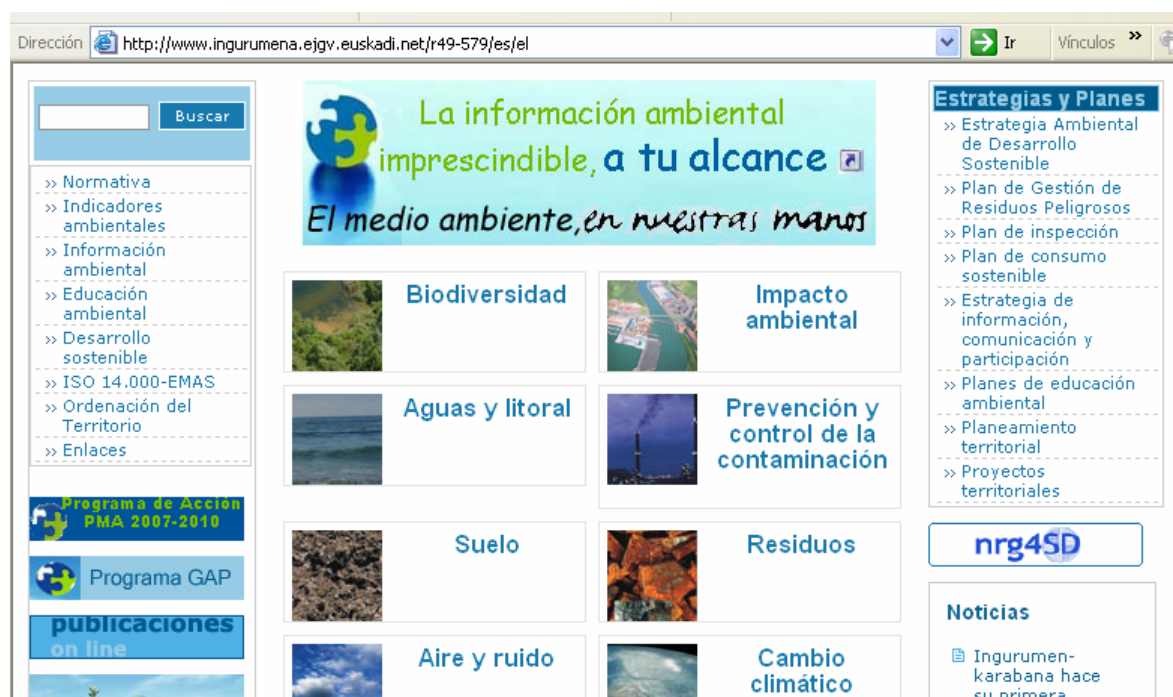 Dirección http://www.ingurumena.ejgv.euskadi.net/r49-579/es/el Ir Vínculos »
Buscar
» Normativa
» Indicadores
ambientales
» Información
ambiental
» Educación
ambiental
» Desarrollo
sostenible
» ISO 14.000-EMAS
» Ordenación del
Territorio
» Enlaces
Programa de Acción
PMA 2007-2010
Programa GAP
publicaciones
on line
La información ambiental
imprescindible, a tu alcance
El medio ambiente, en nuestras manos
Biodiversidad
Impacto
ambiental
Aguas y litoral
Prevención y
control de la
contaminación
Suelo
Residuos
Aire y ruido
Cambio
climático
Estrategias y Planes
» Estrategia Ambiental
de Desarrollo
Sostenible
» Plan de Gestión de
Residuos Peligrosos
» Plan de inspección
» Plan de consumo
sostenible
» Estrategia de
información,
comunicación y
participación
» Planes de educación
ambiental
» Planeamiento
territorial
» Proyectos
territoriales
nrg4SD
Noticias
Ingurumen-
karabana hace
su primera